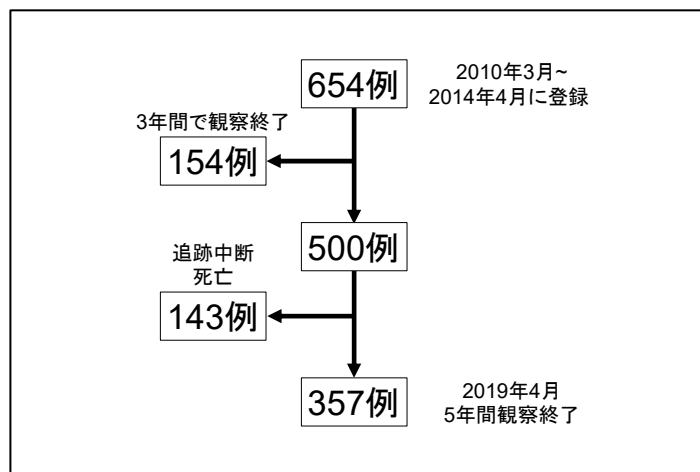 654例
2010年3月~
2014年4月に登録
3年間で観察終了
154例
500例
追跡中断
死亡
143例
357例
2019年4月
5年間観察終了